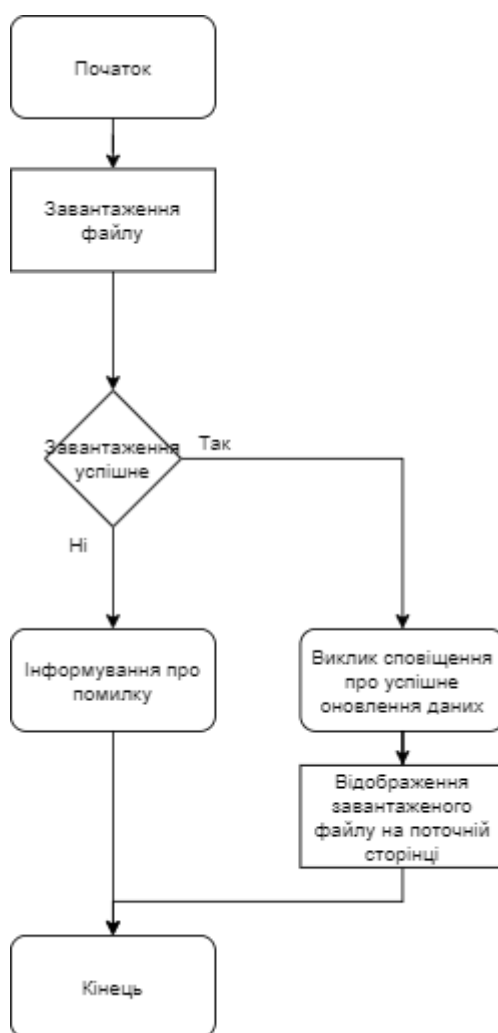 Початок
Завантаження
файлу
Завантаження
успішне
Так
Ні
Інформування про
помилку
Виклик сповіщення
про успішне
оновлення даних
Відображення
завантаженого
файлу на поточній
сторінці
Кінець